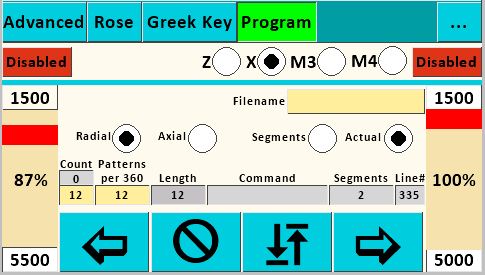 Advanced Rose Greek Key Program ...
Disabled Z X M3 M4 Disabled
1500 Filename 1500
Radial Axial Segments Actual
87% 100%
Count Patterns per 360 Length Command Segments Line#
0
12 12 12 2 335
5500 5000